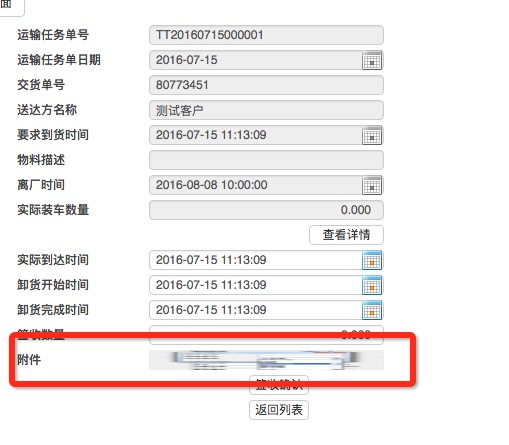 面
运输任务单号 TT20160715000001
运输任务单日期 2016-07-15
交货单号 80773451
送达方名称 测试客户
要求到货时间 2016-07-15 11:13:09
物料描述
离厂时间 2016-08-08 10:00:00
实际装车数量 0.000
查看详情
实际到达时间 2016-07-15 11:13:09
卸货开始时间 2016-07-15 11:13:09
卸货完成时间 2016-07-15 11:13:09
签收数量 0.000
附件
签收确认
返回列表